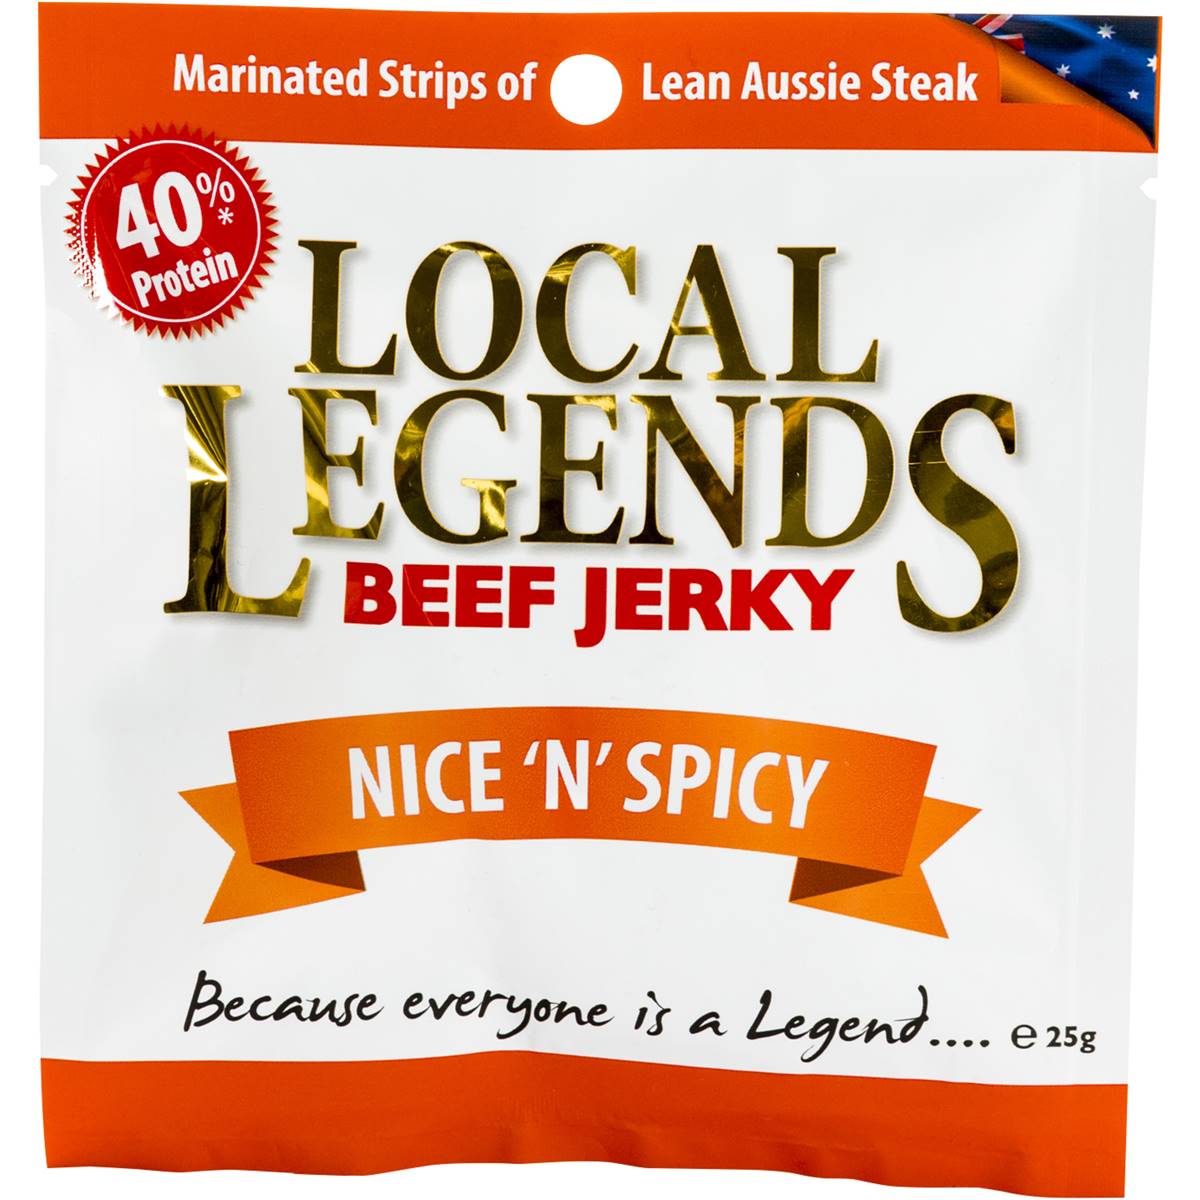 Marinated Strips of Lean Aussie Steak
40%*
Protein
LOCAL
LEGENDS
BEEF JERKY
NICE ‘N’ SPICY
Because everyone is a Legend....
℮ 25g